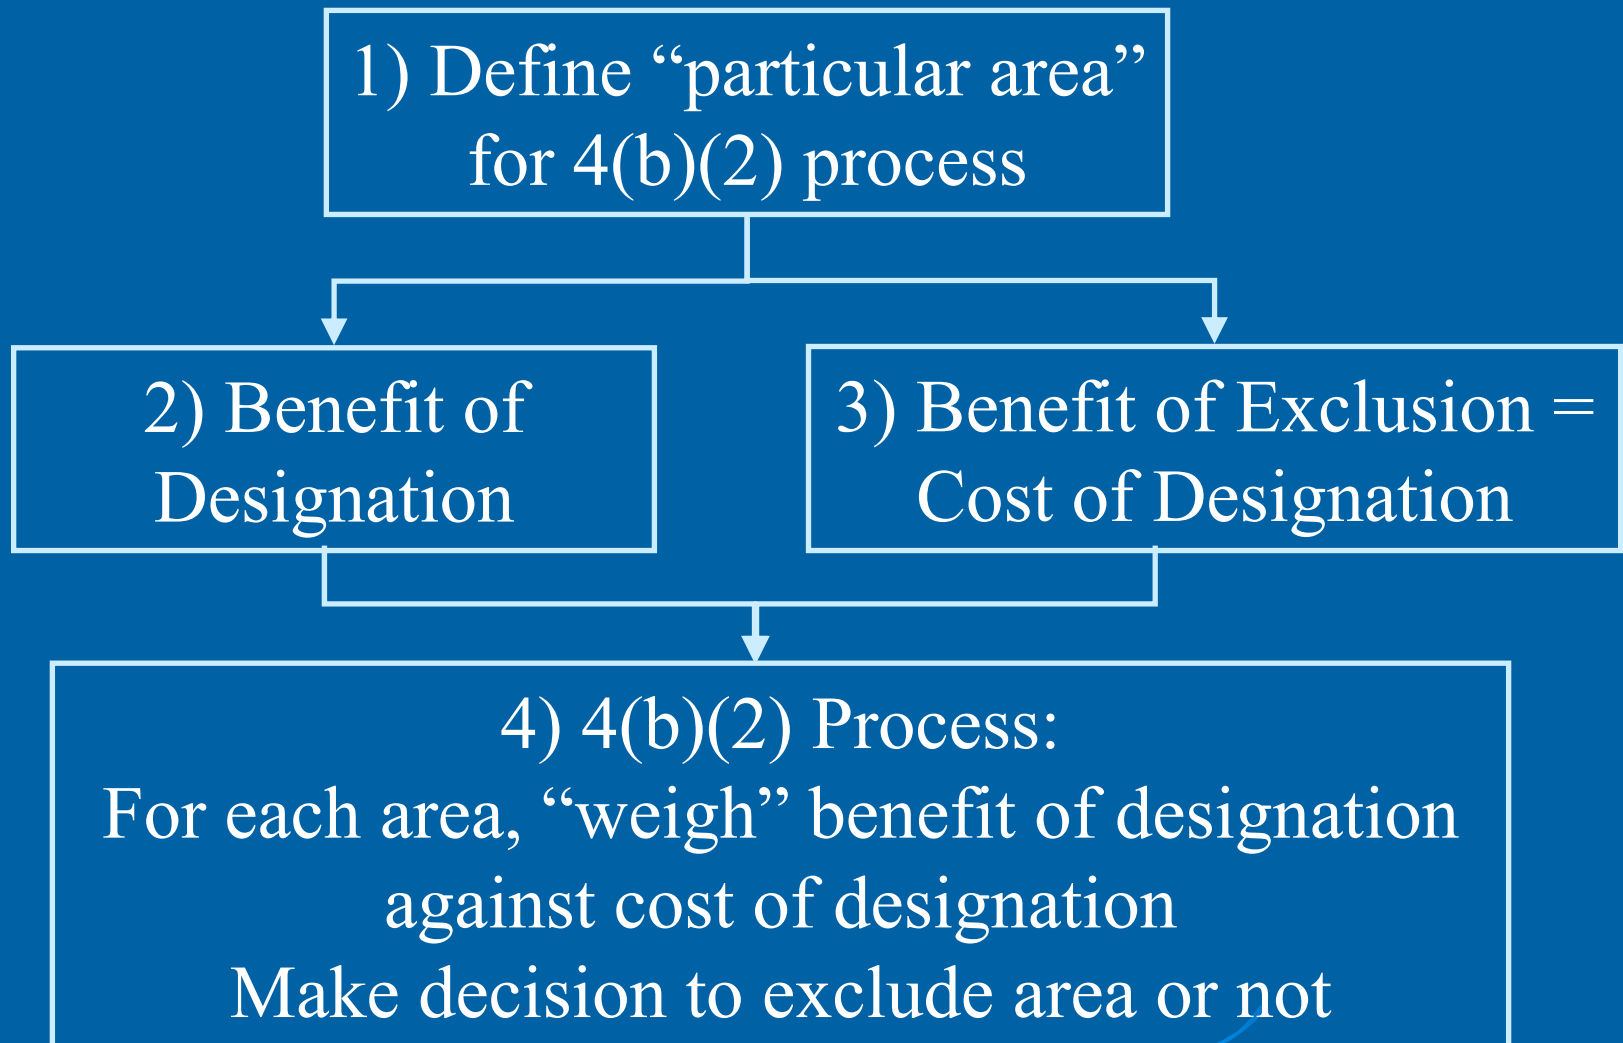 1) Define “particular area”
for 4(b)(2) process
2) Benefit of
Designation
3) Benefit of Exclusion =
Cost of Designation
4) 4(b)(2) Process:
For each area, “weigh” benefit of designation
against cost of designation
Make decision to exclude area or not